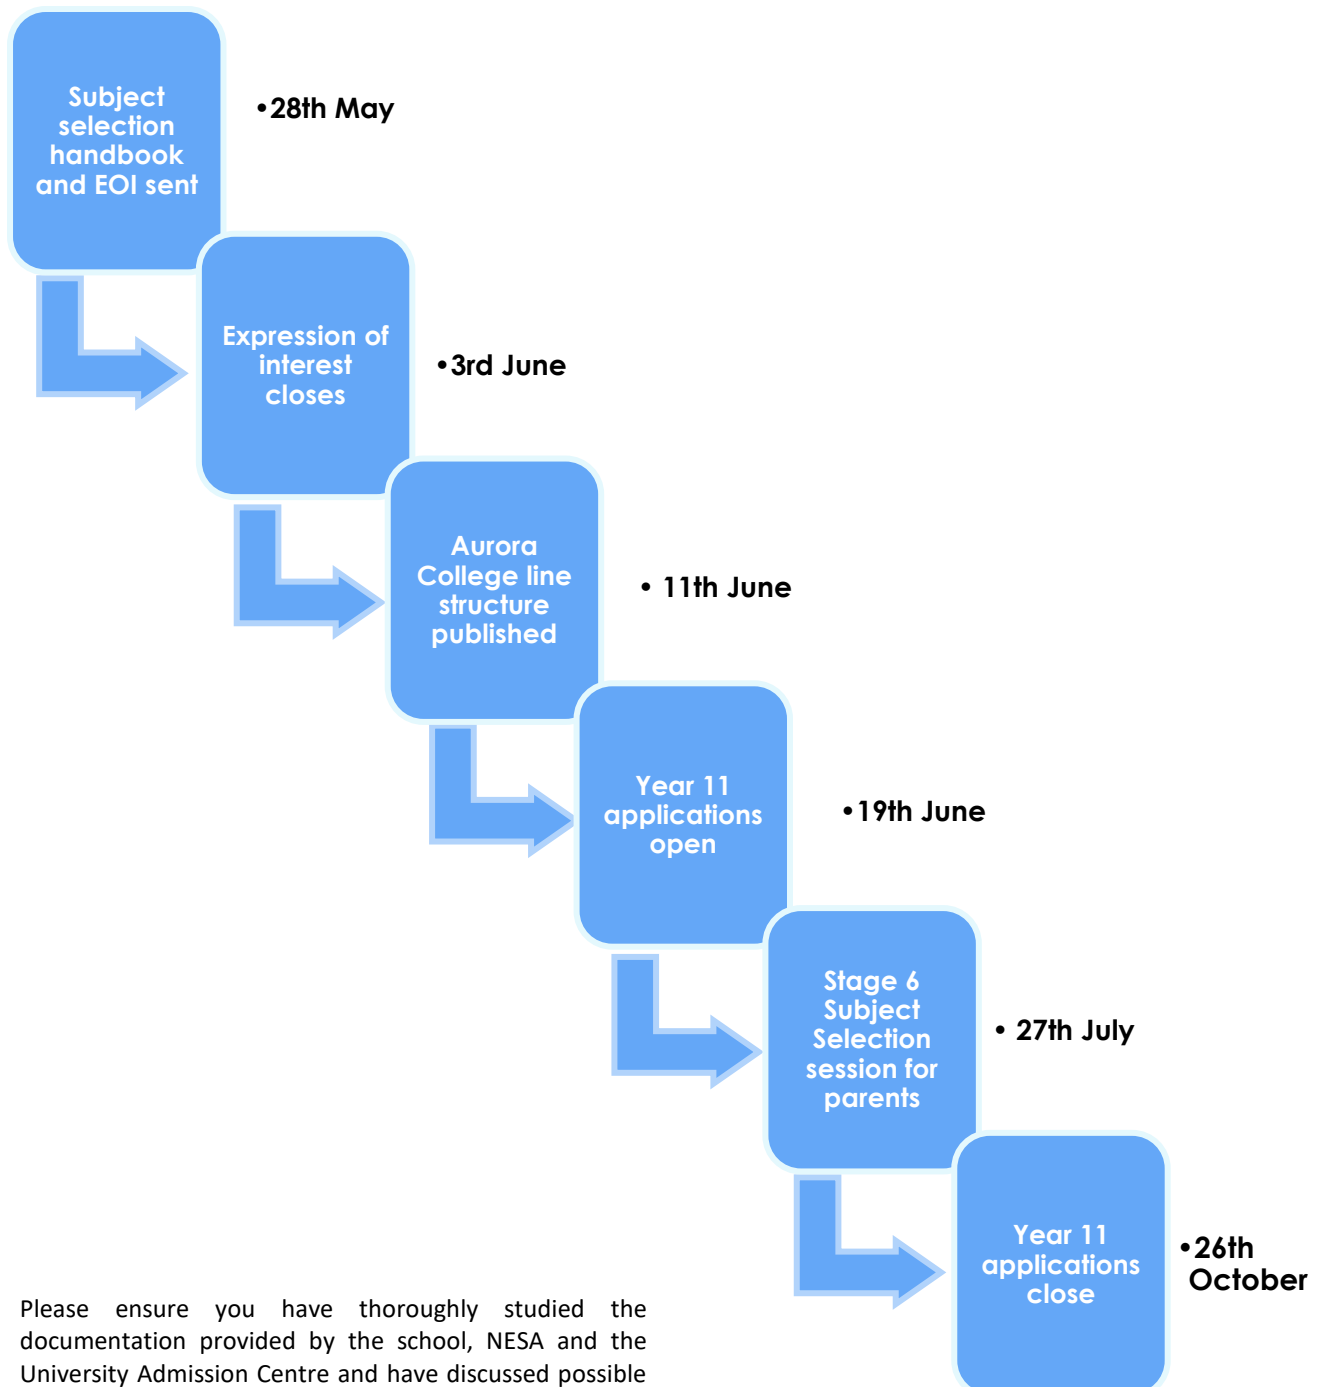 Subject
selection
handbook
and EOI sent
•28th May
Expression of
interest
closes
•3rd June
Aurora
College line
structure
published
• 11th June
Year 11
applications
open
•19th June
Stage 6
Subject
Selection
session for
parents
• 27th July
Year 11
applications
close
•26th
October
Please ensure you have thoroughly studied the
documentation provided by the school, NESA and the
University Admission Centre and have discussed possible